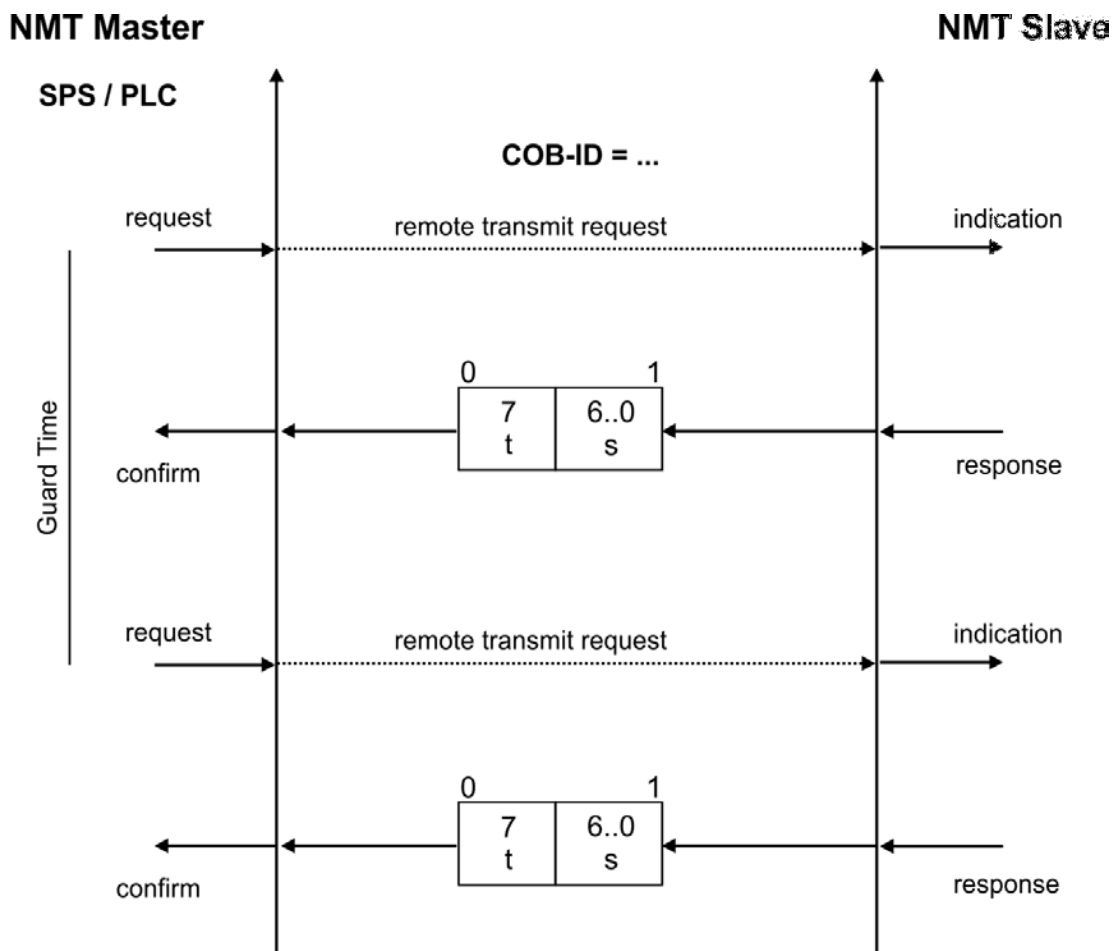 NMT Master NMT Slave
SPS / PLC
COB-ID = ...
request remote transmit request indication
0 1
7 6..0
t s
confirm response
Guard Time
request remote transmit request indication
0 1
7 6..0
t s
confirm response